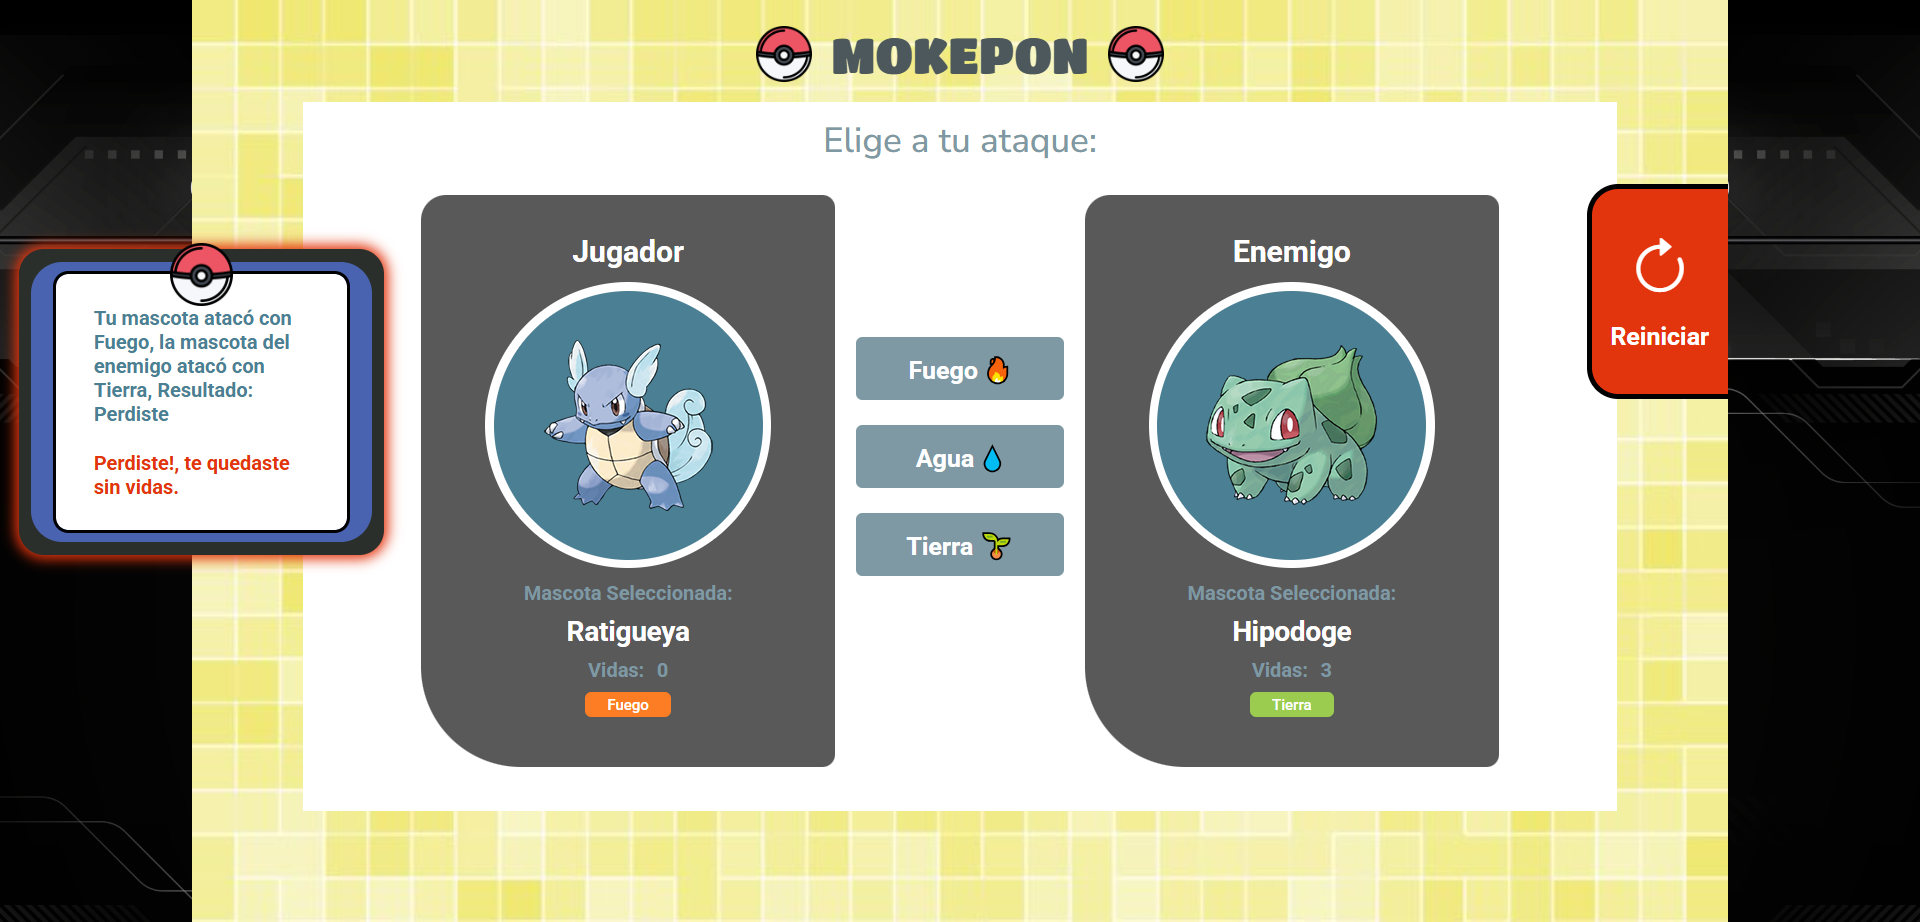 MOKEPON
Elige a tu ataque:
Tu mascota atacó con
Fuego, la mascota del
enemigo atacó con
Tierra, Resultado:
Perdiste
Perdiste!, te quedaste
sin vidas.
Jugador
Mascota Seleccionada:
Ratigueya
Vidas: 0
Fuego
Fuego 🔥
Agua 💧
Tierra 🌱
Enemigo
Mascota Seleccionada:
Hipodoge
Vidas: 3
Tierra
Reiniciar